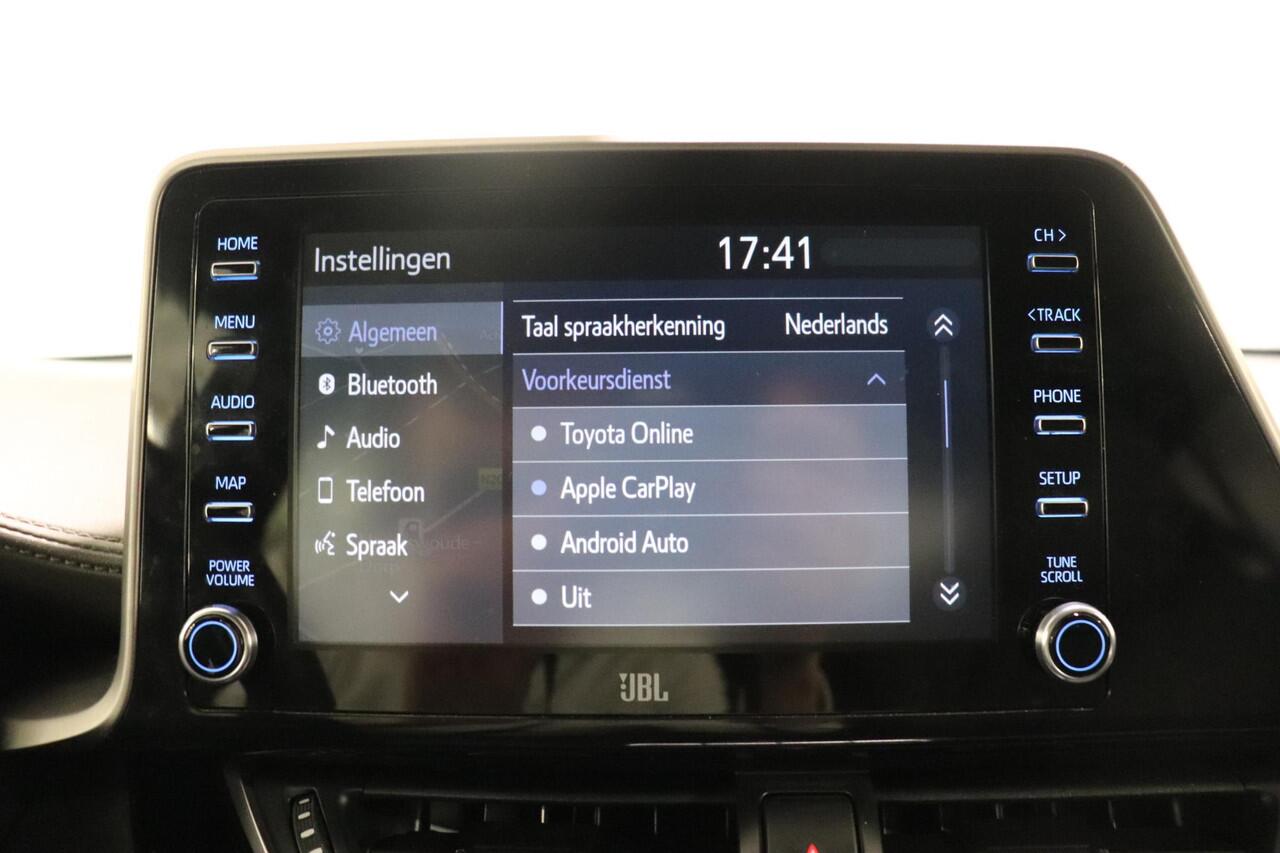 HOME
MENU
AUDIO
MAP
POWER
VOLUME
Instellingen
17:41
Algemeen
Bluetooth
Audio
Telefoon
Spraak
Taal spraakherkenning Nederlands
Voorkeursdienst
Toyota Online
Apple CarPlay
Android Auto
Uit
CH >
< TRACK
PHONE
SETUP
TUNE
SCROLL
JBL